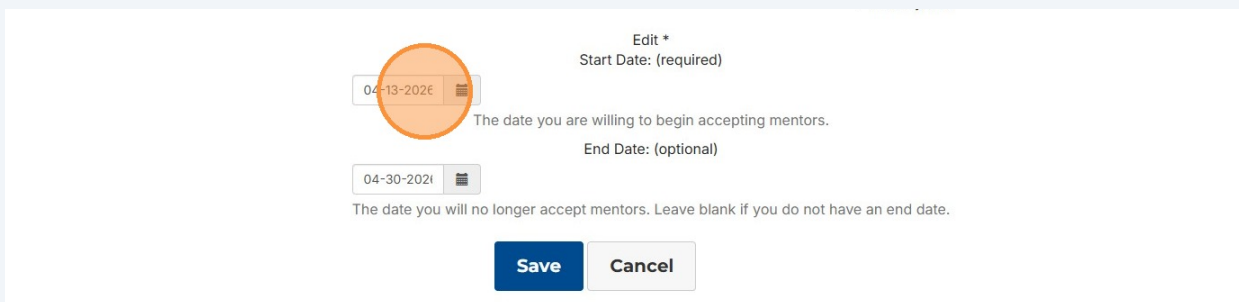 Edit *
Start Date: (required)
04-13-2026
The date you are willing to begin accepting mentors.
End Date: (optional)
04-30-202
The date you will no longer accept mentors. Leave blank if you do not have an end date.
Save Cancel